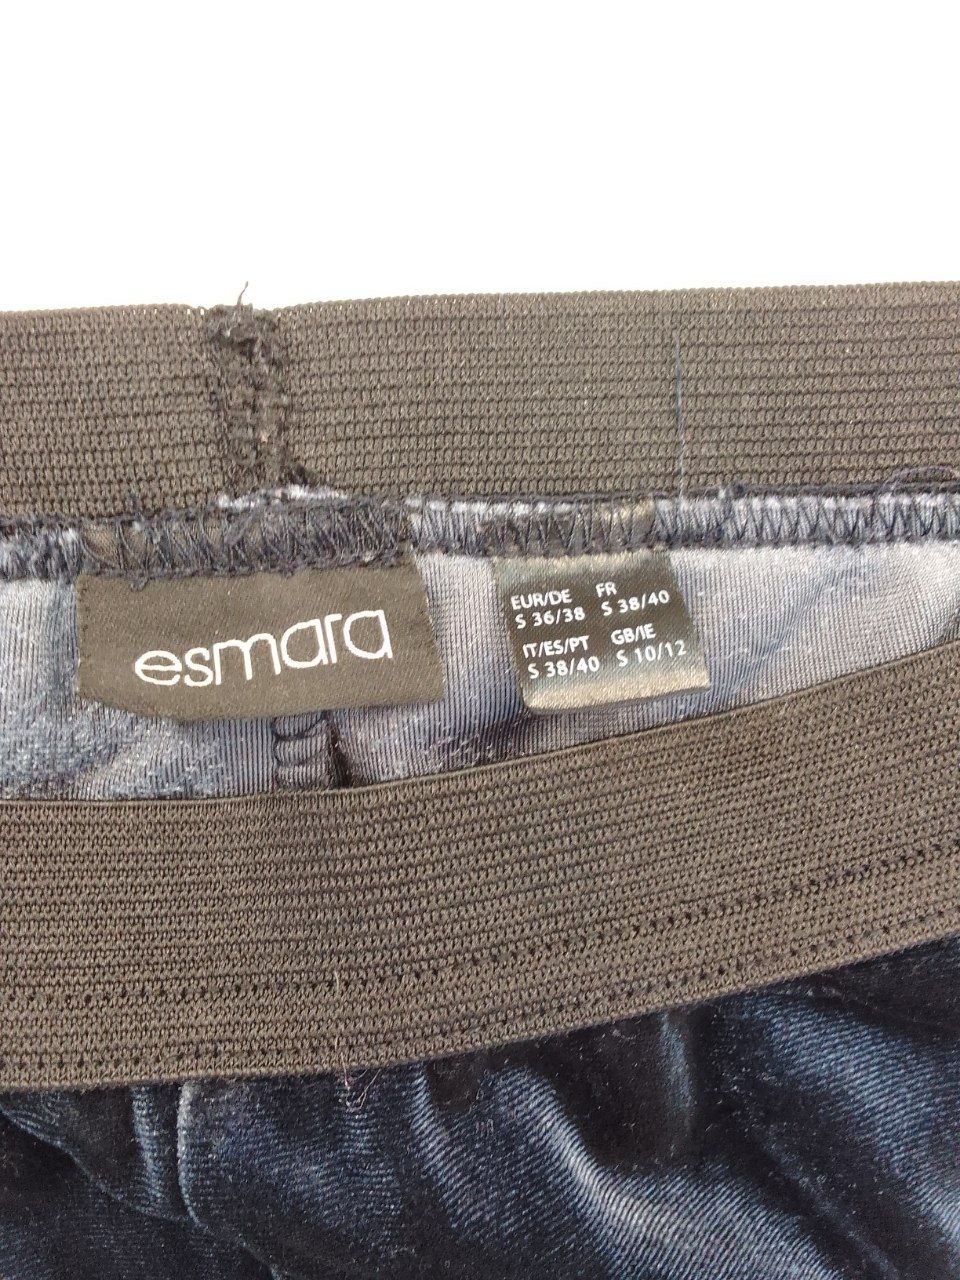 esmara
EUR/DE FR
S 36/38 S 38/40
IT/ES/PT GB/IE
S 38/40 S 10/12